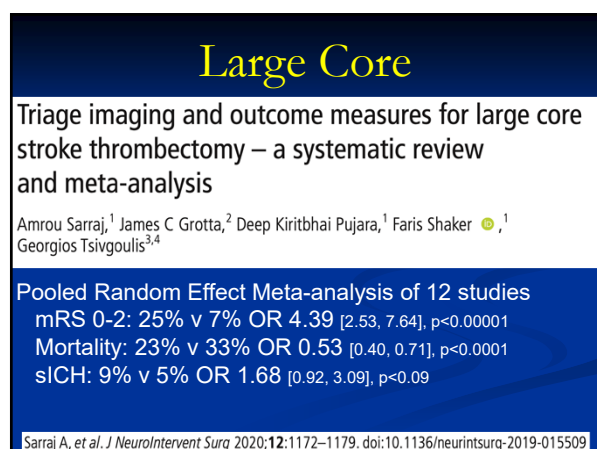 Large Core
Triage imaging and outcome measures for large core
stroke thrombectomy – a systematic review
and meta-analysis
Amrou Sarraj,1 James C Grotta,2 Deep Kiritbhai Pujara,1 Faris Shaker iD ,1
Georgios Tsivgoulis3,4
Pooled Random Effect Meta-analysis of 12 studies
mRS 0-2: 25% v 7% OR 4.39 [2.53, 7.64], p<0.00001
Mortality: 23% v 33% OR 0.53 [0.40, 0.71], p<0.0001
sICH: 9% v 5% OR 1.68 [0.92, 3.09], p<0.09
Sarraj A, et al. J NeuroIntervent Surg 2020;12:1172–1179. doi:10.1136/neurintsurg-2019-015509